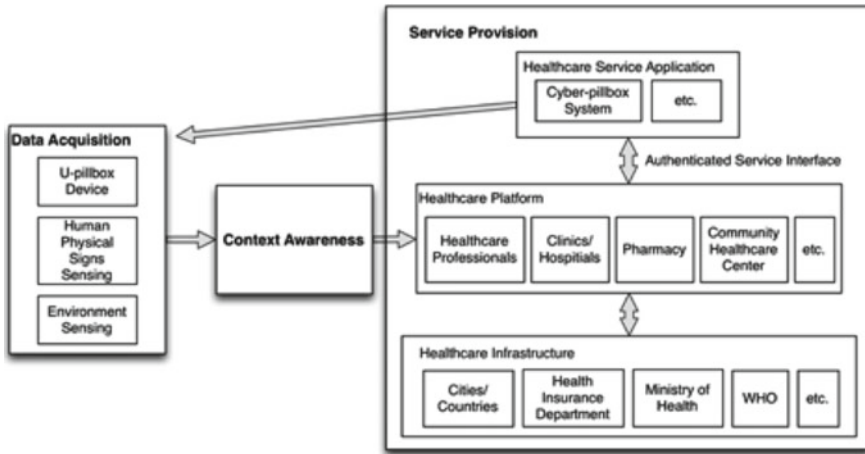 Service Provision
Healthcare Service Application
Cyber-pillbox
System
etc.
Data Acquisition
U-pillbox
Device
Human
Physical
Signs
Sensing
Environment
Sensing
Context Awareness
Authenticated Service Interface
Healthcare Platform
Healthcare
Professionals
Clinics/
Hospitials
Pharmacy
Community
Healthcare
Center
etc.
Healthcare Infrastructure
Cities/
Countries
Health
Insurance
Department
Ministry of
Health
WHO
etc.